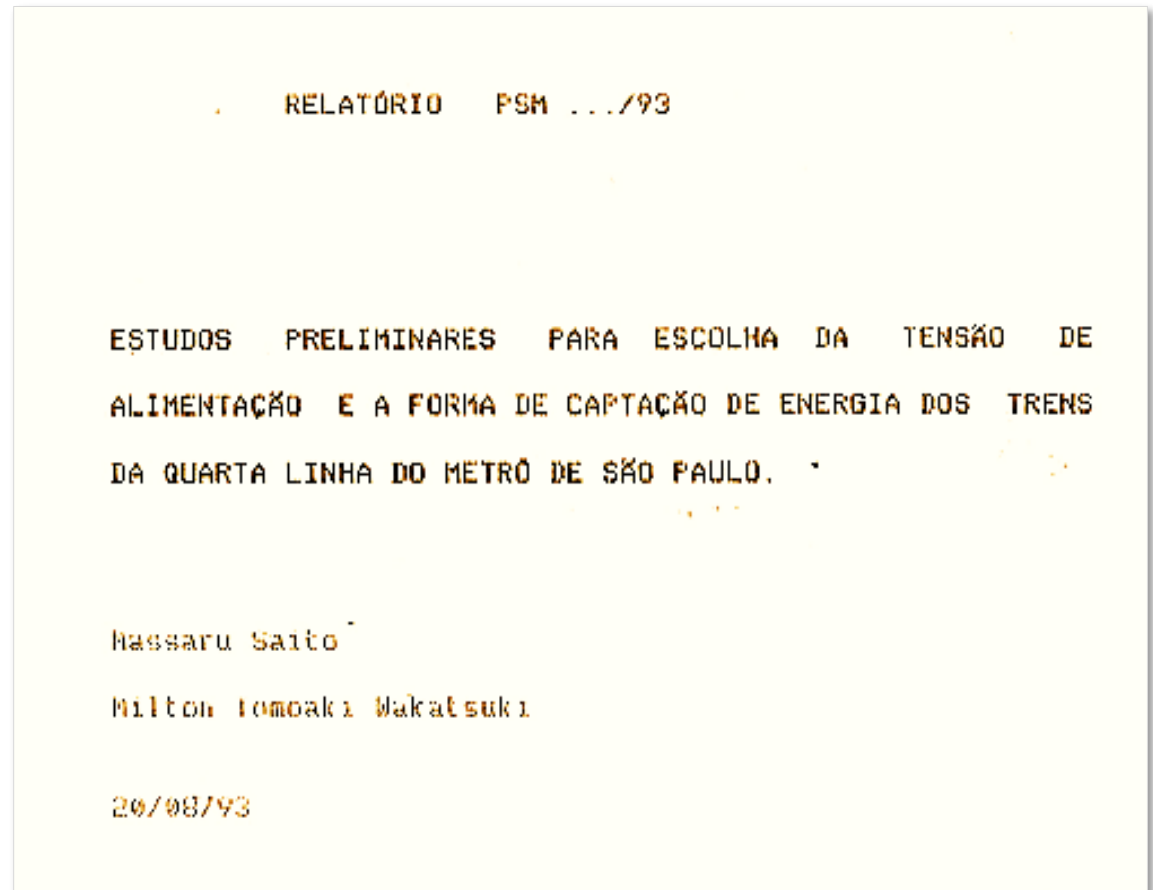 RELATÓRIO PSM .../93
ESTUDOS PRELIMINARES PARA ESCOLHA DA TENSÃO DE
ALIMENTAÇÃO E A FORMA DE CAPTAÇÃO DE ENERGIA DOS TRENS
DA QUARTA LINHA DO METRÔ DE SÃO PAULO.
Massaru Saito
Milton Tomoaki Wakatsuki
20/08/93